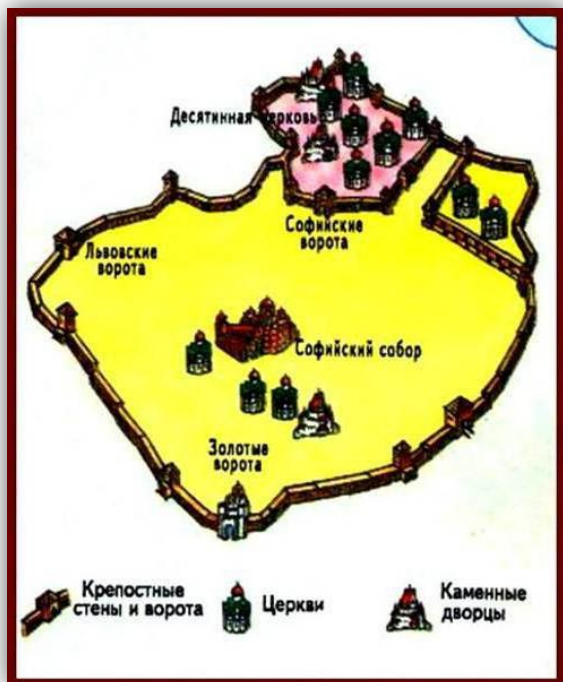 Десятинная церковь
Софийские
ворота
Львовские
ворота
Софийский собор
Золотые
ворота
Крепостные
стены и ворота
Церкви
Каменные
дворцы